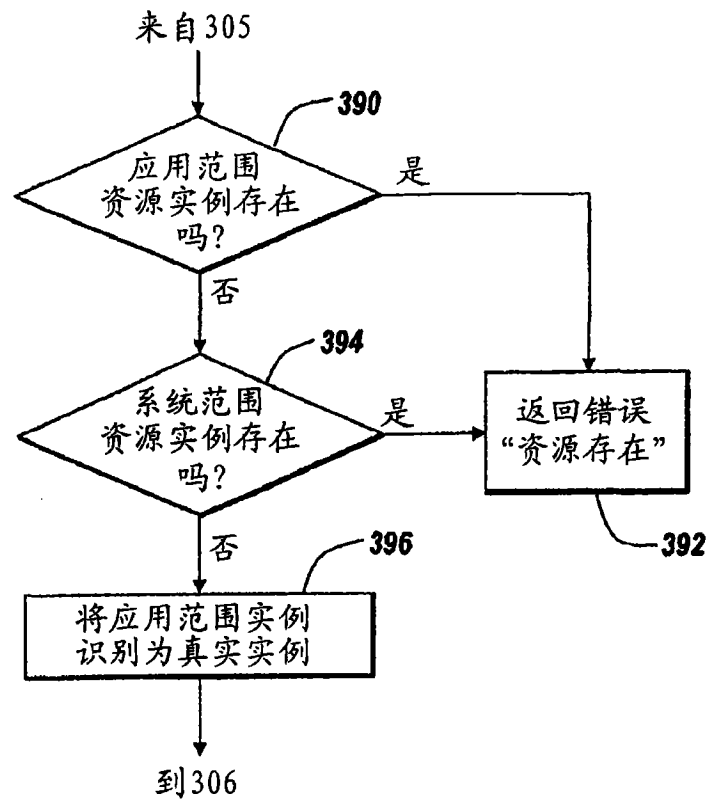 来自305
390
应用范围
资源实例存在
吗?
是
否
394
系统范围
资源实例存在
吗?
是
返回错误
“资源存在”
392
否
396
将应用范围实例
识别为真实实例
到306